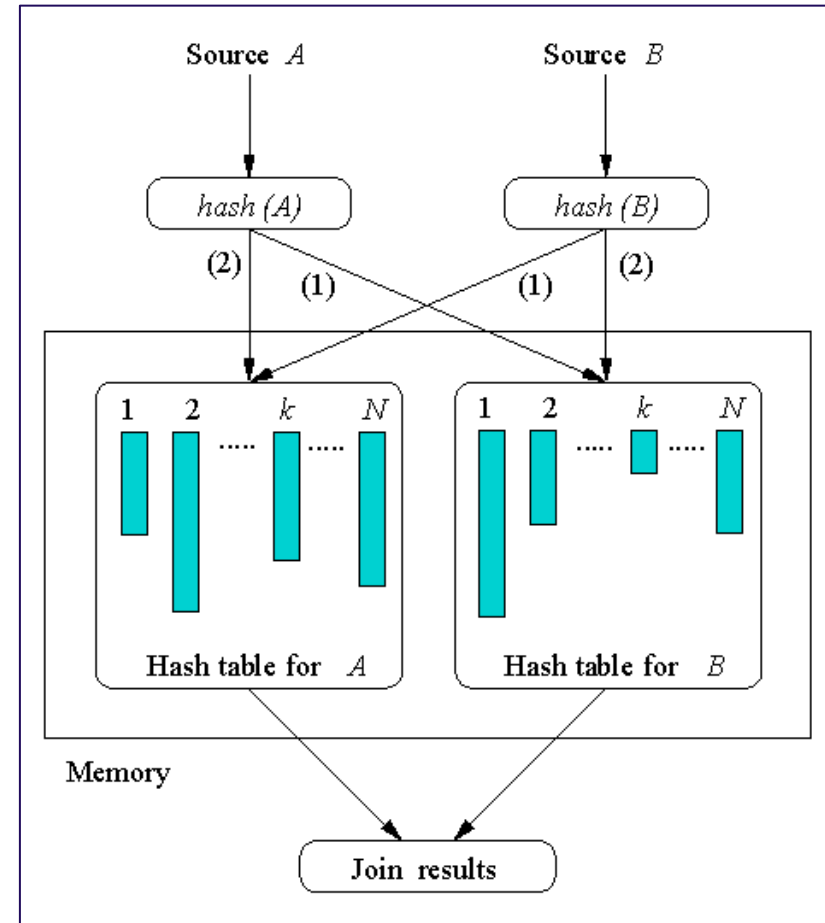 Source A Source B
hash (A) hash (B)
(2) (1) (1) (2)
1 2 ..... k ..... N 1 2 ..... k ..... N
Hash table for A Hash table for B
Memory
Join results